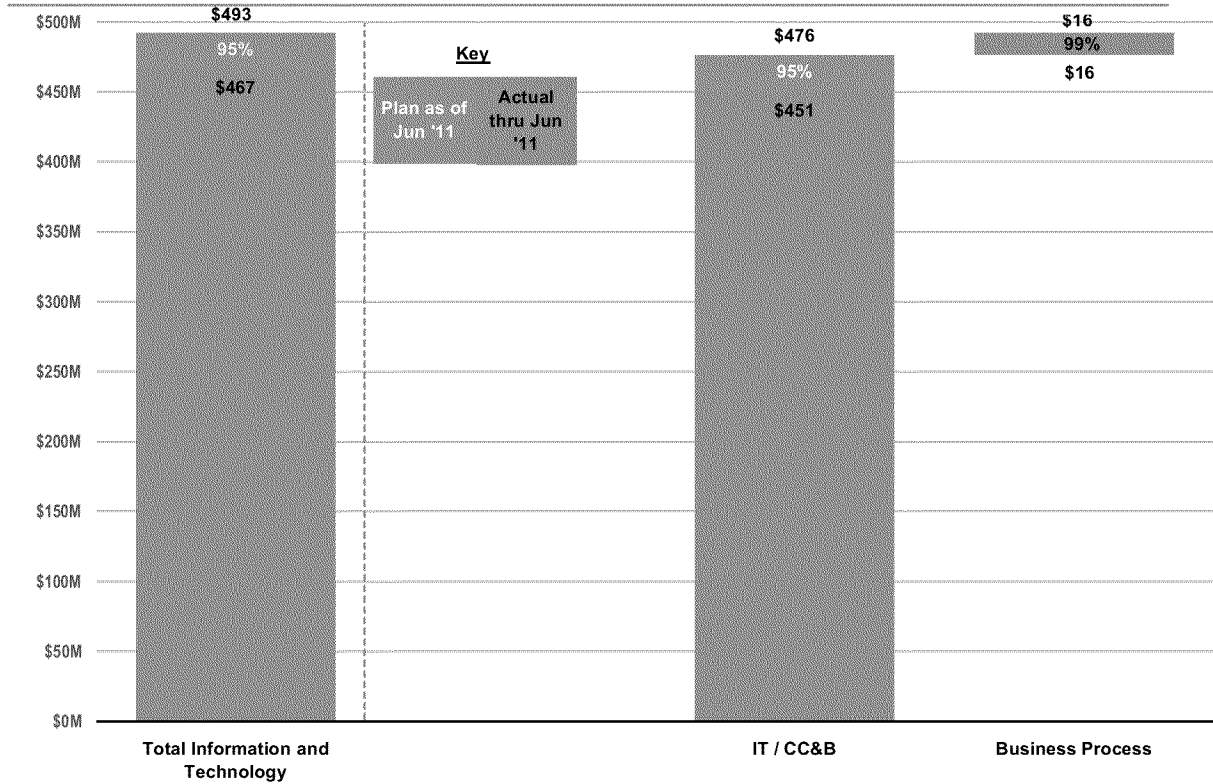 $500M
$450M
$400M
$350M
$300M
$250M
$200M
$150M
$100M
$50M
$0M
$493
95%
$467
Key
Plan as of
Jun '11
Actual
thru Jun
'11
$476
95%
$451
$16
99%
$16
Total Information and
Technology
IT / CC&B
Business Process